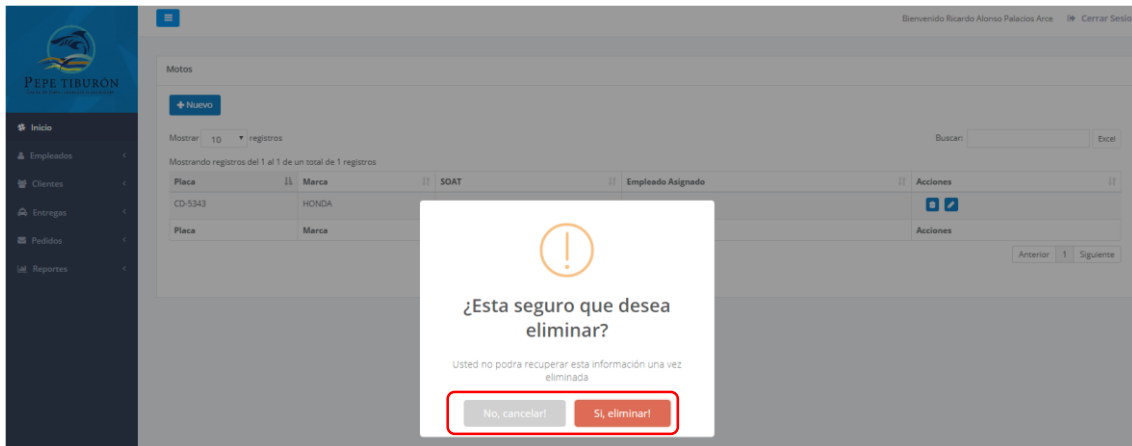 Bienvenido Ricardo Alonso Palacios Arce Cerrar Sesio
PEPE TIBURÓN
Motos
Nuevo
Inicio
Mostrar 10 registros Buscar: Excel
Empleados
Mostrando registros del 1 al 1 de un total de 1 registros
Clientes
Placa Marca SOAT Empleado Asignado Acciones
CD-5343 HONDA
Entregas
Placa Marca Acciones
Pedidos
Anterior 1 Siguiente
Reportes
¿Esta seguro que desea
eliminar?
Usted no podra recuperar esta información una vez
eliminada
No, cancelar! Si, eliminar!